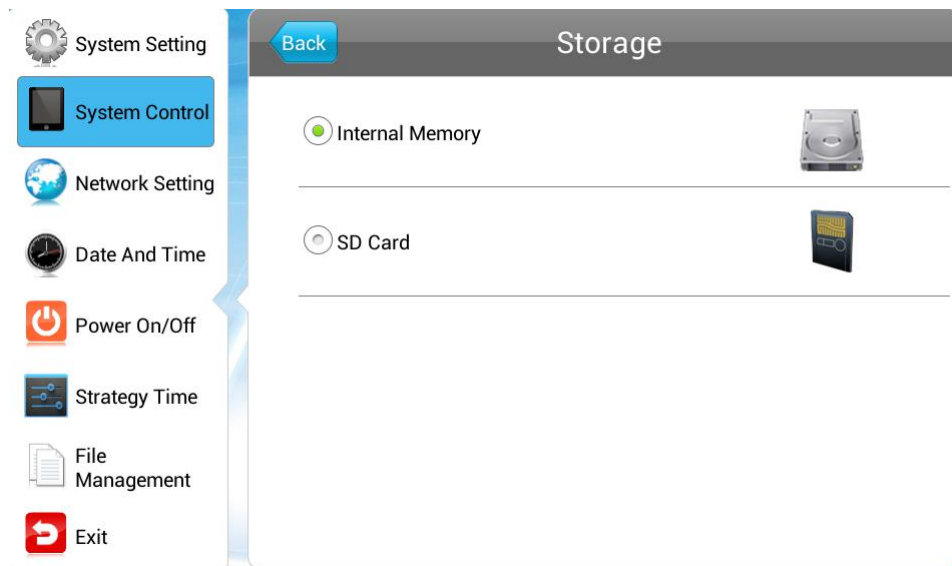 System Setting
System Control
Network Setting
Date And Time
Power On/Off
Strategy Time
File
Management
Exit
Back
Storage
Internal Memory
SD Card